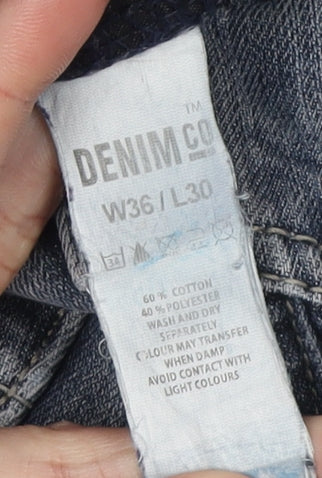 TM
DENIM CO
W36 / L30
60 % COTTON
40 % POLYESTER
WASH AND DRY
SEPARATELY
COLOUR MAY TRANSFER
WHEN DAMP
AVOID CONTACT WITH
LIGHT COLOURS